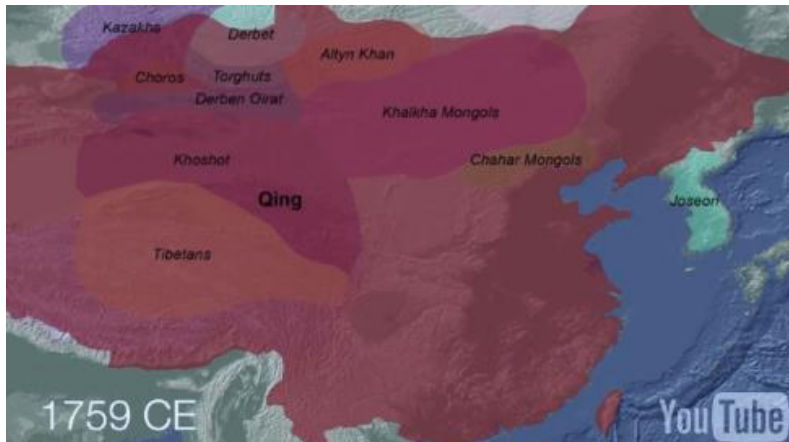 Kazakhs
Derbet
Altyn Khan
Choros
Torghuts
Derben Oirat
Khalkha Mongols
Khoshot
Chahar Mongols
Qing
Joseon
Tibetans
1759 CE
YouTube